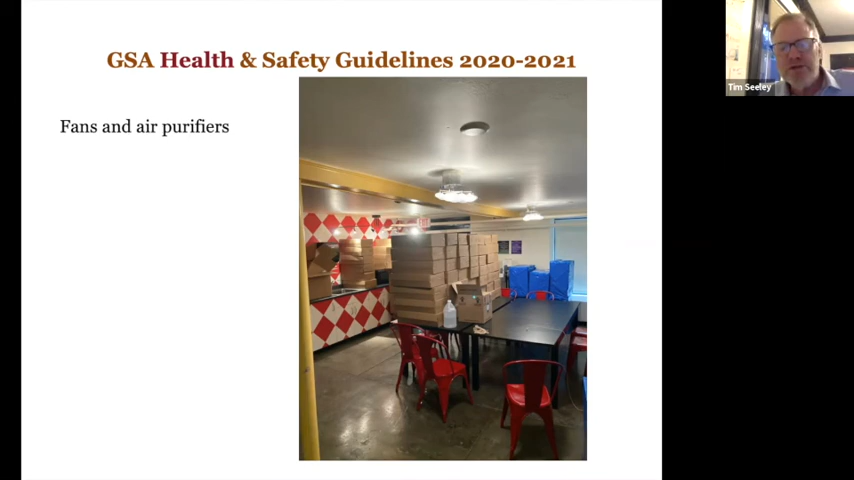 GSA Health & Safety Guidelines 2020-2021
Fans and air purifiers
Tim Seeley